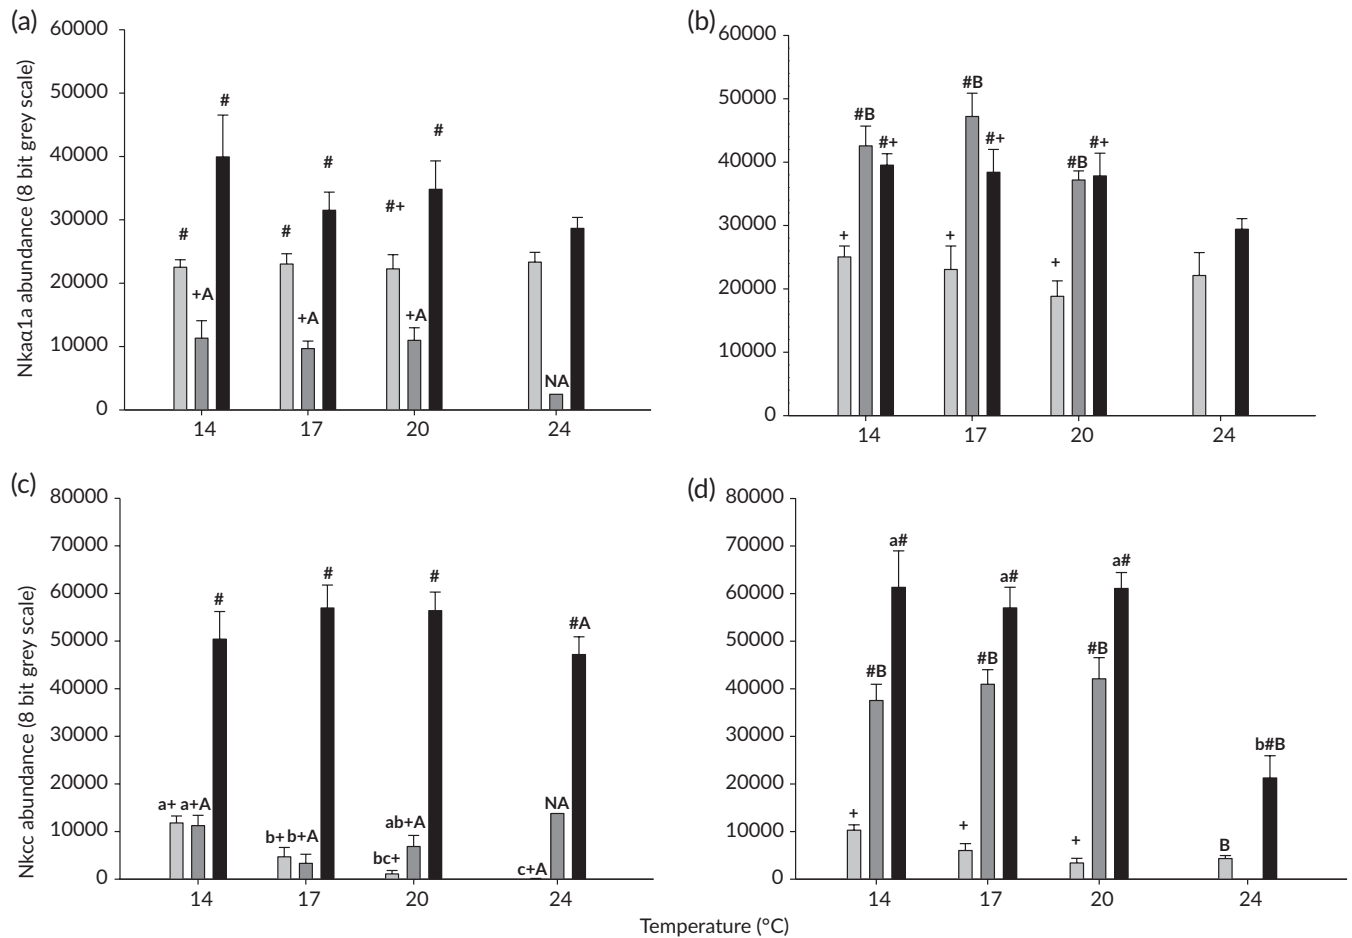 (a)
60000
50000
40000
30000
20000
10000
0
Nkaα1a abundance (8 bit grey scale)
# +A #
# +A #
#+ +A #
NA
14 17 20 24
(b)
60000
50000
40000
30000
20000
10000
0
+ #B #+
+ #B #+
+ #B #+
14 17 20 24
(c)
80000
70000
60000
50000
40000
30000
20000
10000
0
Nkcc abundance (8 bit grey scale)
a+ a+A #
b+ b+A #
bc+ ab+A #
c+A NA #A
14 17 20 24
(d)
80000
70000
60000
50000
40000
30000
20000
10000
0
+ #B a#
+ #B a#
+ #B a#
B b#B
14 17 20 24
Temperature (°C)